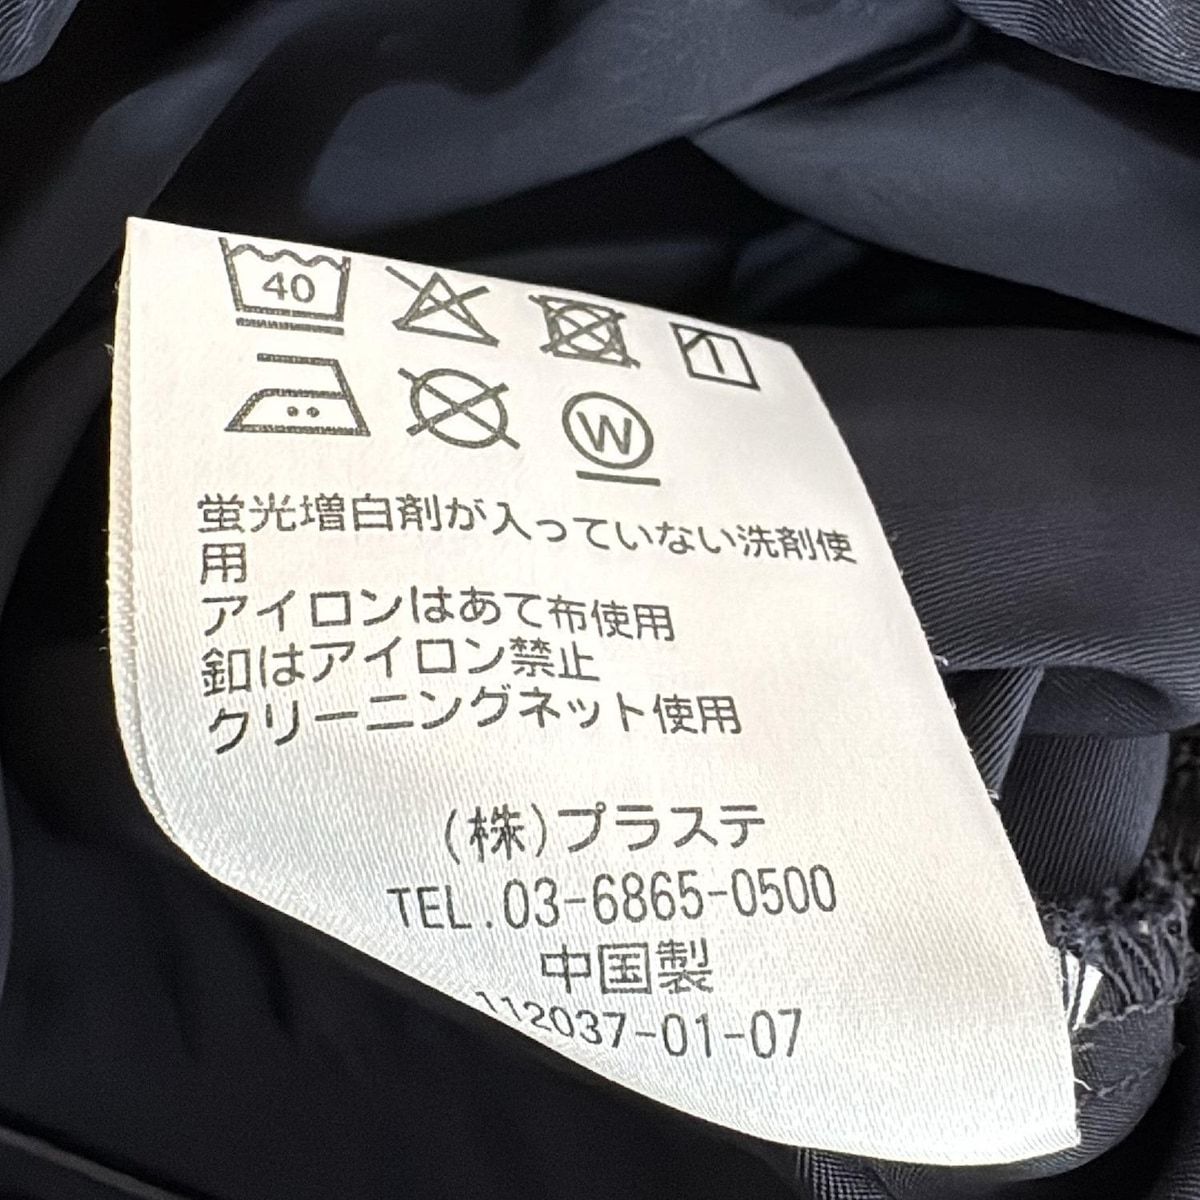 40
W
蛍光増白剤が入っていない洗剤使
用
アイロンはあて布使用
釦はアイロン禁止
クリーニングネット使用
(株)プラステ
TEL.03-6865-0500
中国製
112037-01-07